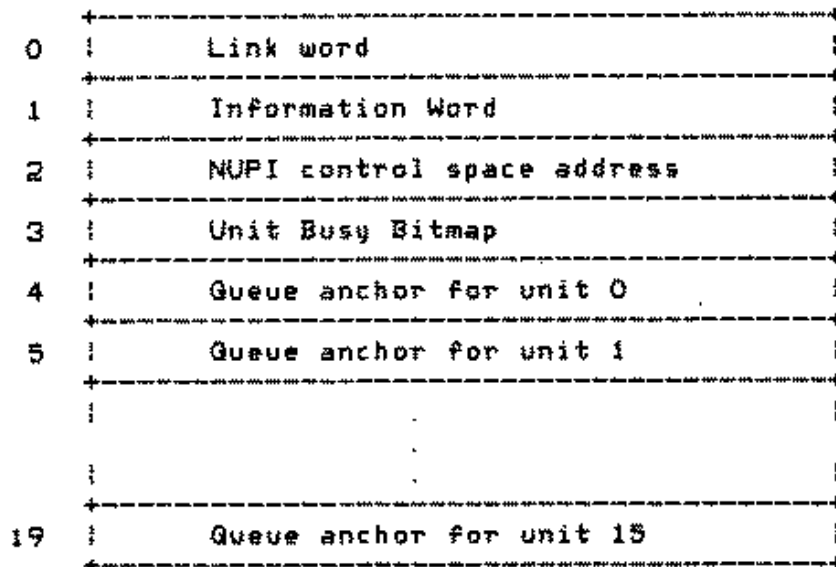 0 Link word
1 Information Word
2 NUPI control space address
3 Unit Busy Bitmap
4 Queue anchor for unit 0
5 Queue anchor for unit 1
.
.
.
19 Queue anchor for unit 15